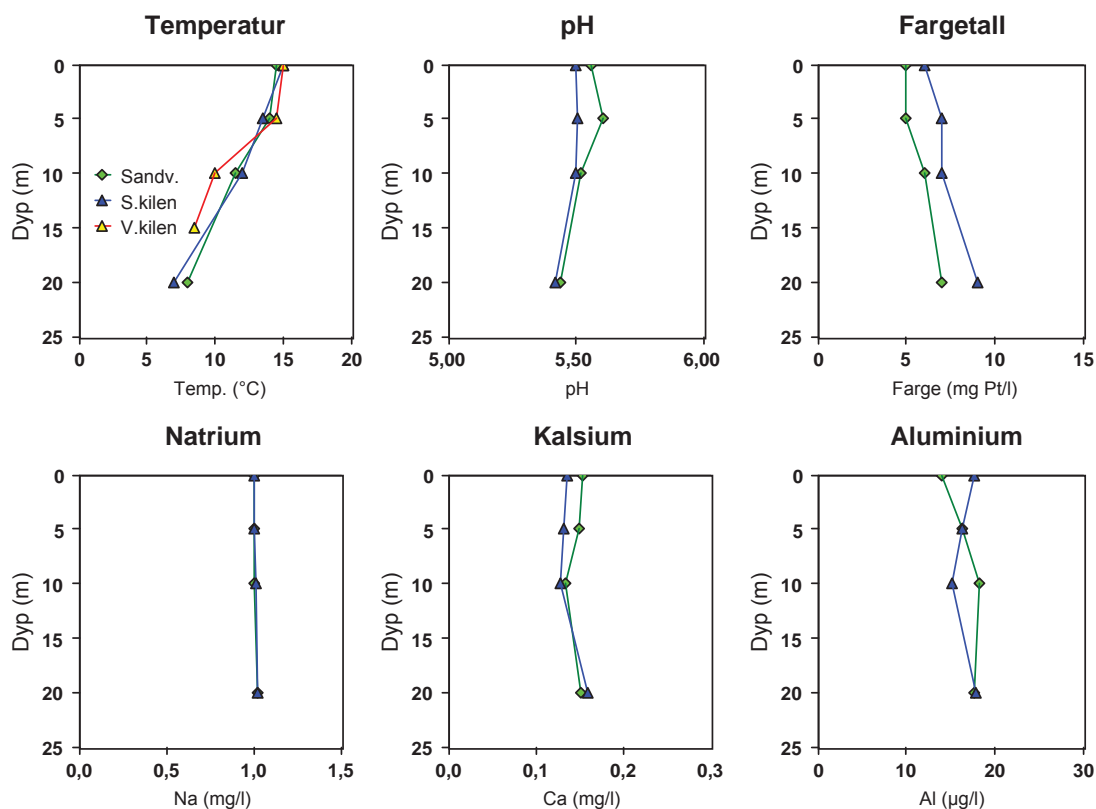 Temperatur
0
5
10
15
20
25
Dyp (m)
Sandv.
S.kilen
V.kilen
0 5 10 15 20
Temp. (°C)
pH
0
5
10
15
20
25
Dyp (m)
5,00 5,50 6,00
pH
Fargetall
0
5
10
15
20
25
Dyp (m)
0 5 10 15
Farge (mg Pt/l)
Natrium
0
5
10
15
20
25
Dyp (m)
0,0 0,5 1,0 1,5
Na (mg/l)
Kalsium
0
5
10
15
20
25
Dyp (m)
0,0 0,1 0,2 0,3
Ca (mg/l)
Aluminium
0
5
10
15
20
25
Dyp (m)
0 10 20 30
Al (µg/l)